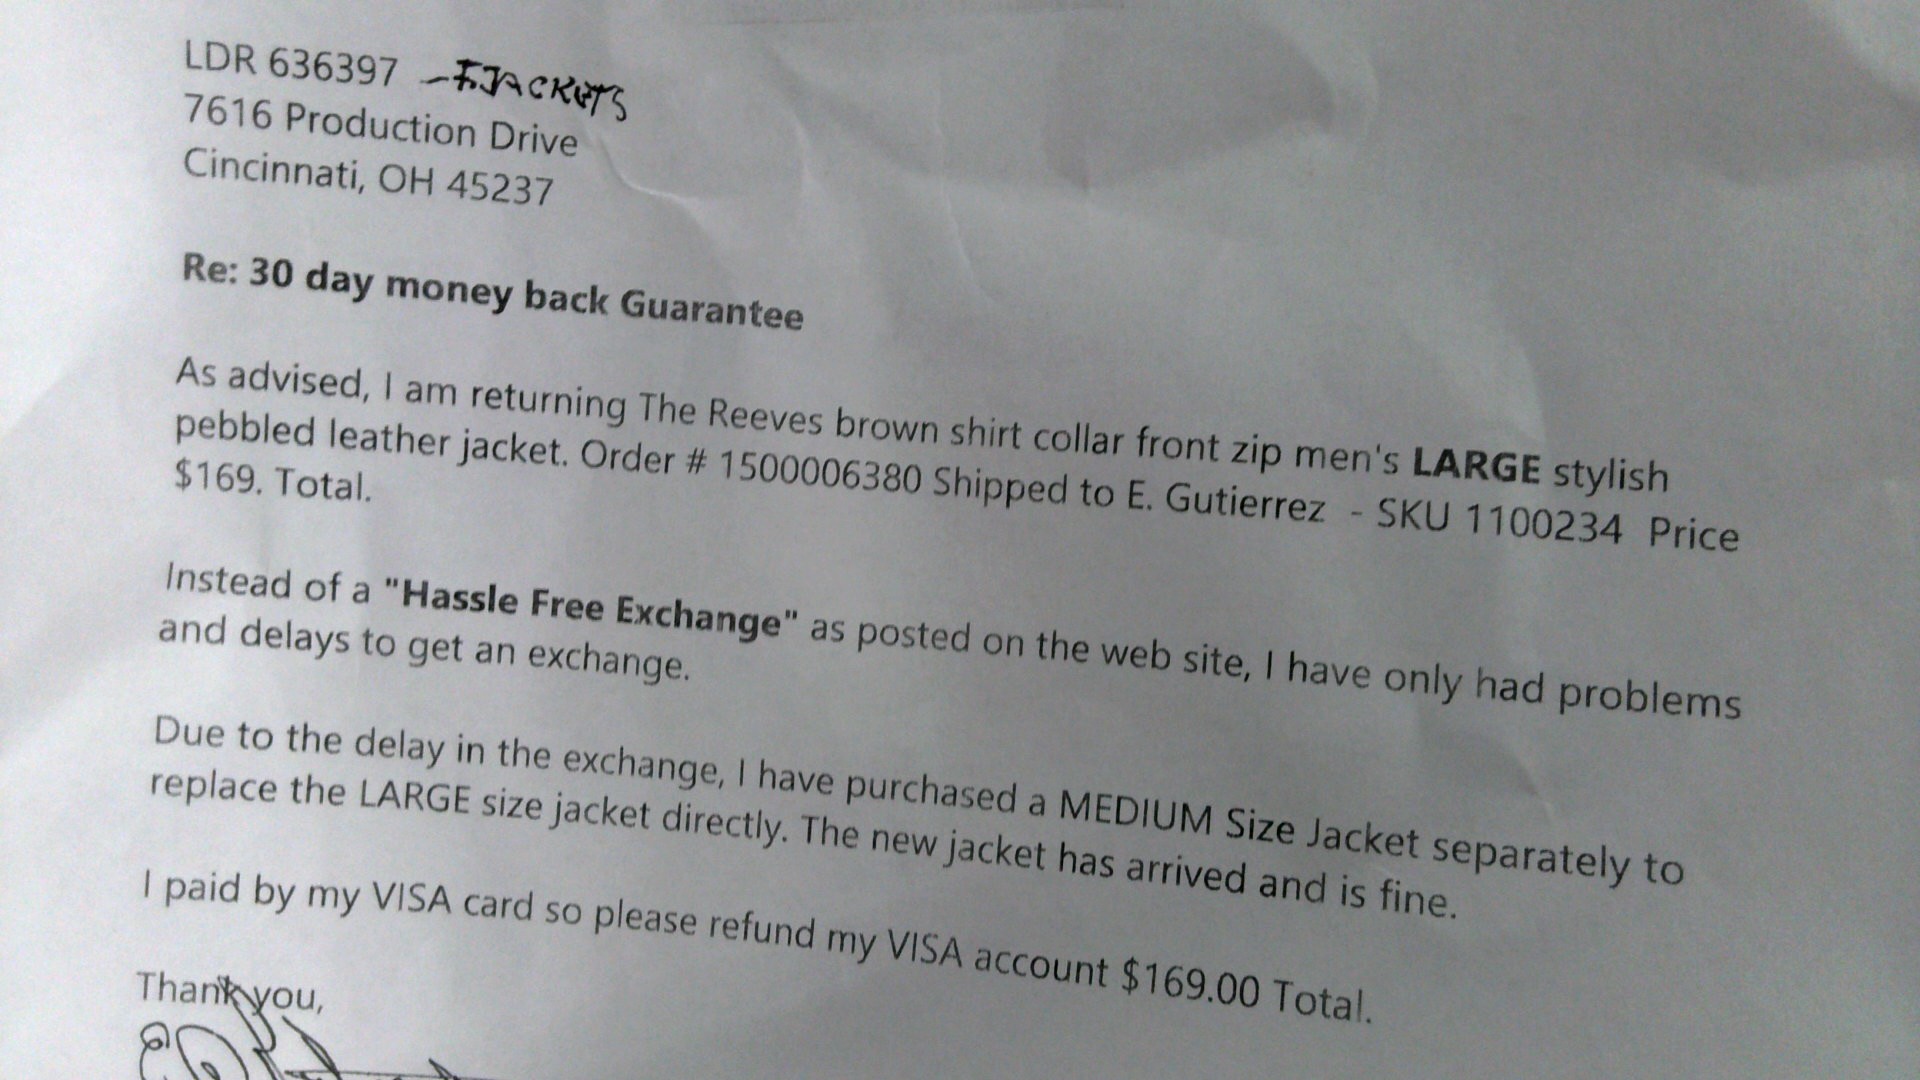 LDR 636397 - FJACKETS
7616 Production Drive
Cincinnati, OH 45237
Re: 30 day money back Guarantee
As advised, I am returning The Reeves brown shirt collar front zip men's LARGE stylish
pebbled leather jacket. Order # 1500006380 Shipped to E. Gutierrez - SKU 1100234 Price
$169. Total.
Instead of a "Hassle Free Exchange" as posted on the web site, I have only had problems
and delays to get an exchange.
Due to the delay in the exchange, I have purchased a MEDIUM Size Jacket separately to
replace the LARGE size jacket directly. The new jacket has arrived and is fine.
I paid by my VISA card so please refund my VISA account $169.00 Total.
Thank you,